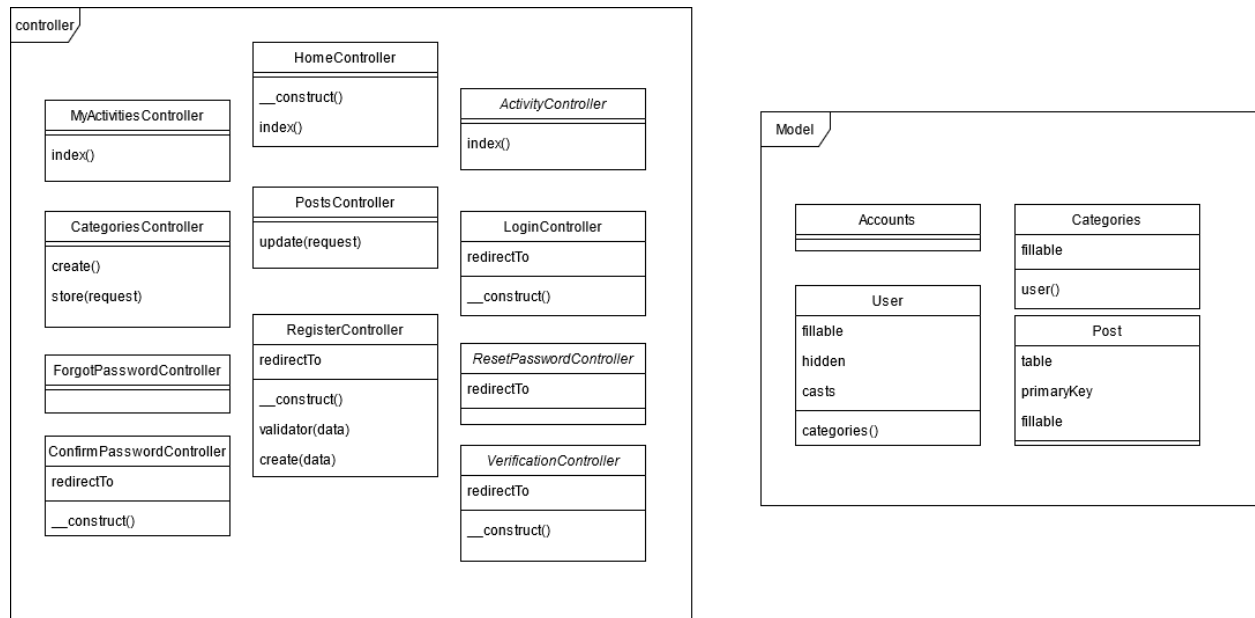 controller
HomeController
__construct()
index()
MyActivitiesController
index()
ActivityController
index()
CategoriesController
create()
store(request)
PostsController
update(request)
LoginController
redirectTo
__construct()
ForgotPasswordController
RegisterController
redirectTo
__construct()
validator(data)
create(data)
ResetPasswordController
redirectTo
ConfirmPasswordController
redirectTo
__construct()
VerificationController
redirectTo
__construct()
Model
Accounts
Categories
fillable
user()
User
fillable
hidden
casts
categories()
Post
table
primaryKey
fillable